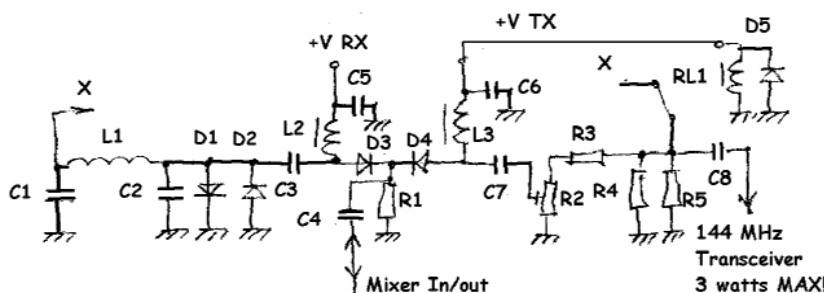 +V TX
D5
+V RX
X
C5
C6
X
RL1
L1
D1
D2
L2
D3
D4
L3
R3
C1
C2
C3
C4
R1
C7
R2
R4
R5
C8
144 MHz
Transceiver
3 watts MAX!
Mixer In/out